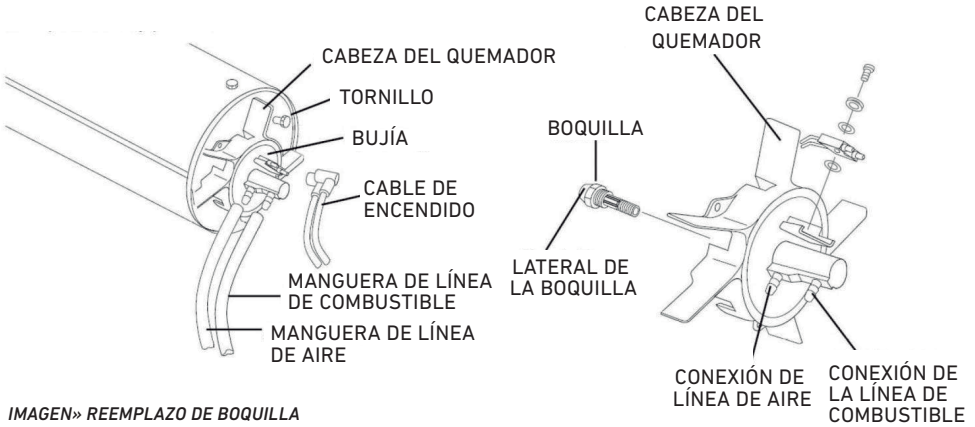 CABEZA DEL QUEMADOR
TORNILLO
BUJÍA
CABLE DE
ENCENDIDO
MANGUERA DE LÍNEA
DE COMBUSTIBLE
MANGUERA DE LÍNEA
DE AIRE
CABEZA DEL
QUEMADOR
BOQUILLA
LATERAL DE
LA BOQUILLA
CONEXIÓN DE
LÍNEA DE AIRE
CONEXIÓN DE
LA LÍNEA DE
COMBUSTIBLE
IMAGEN» REEMPLAZO DE BOQUILLA